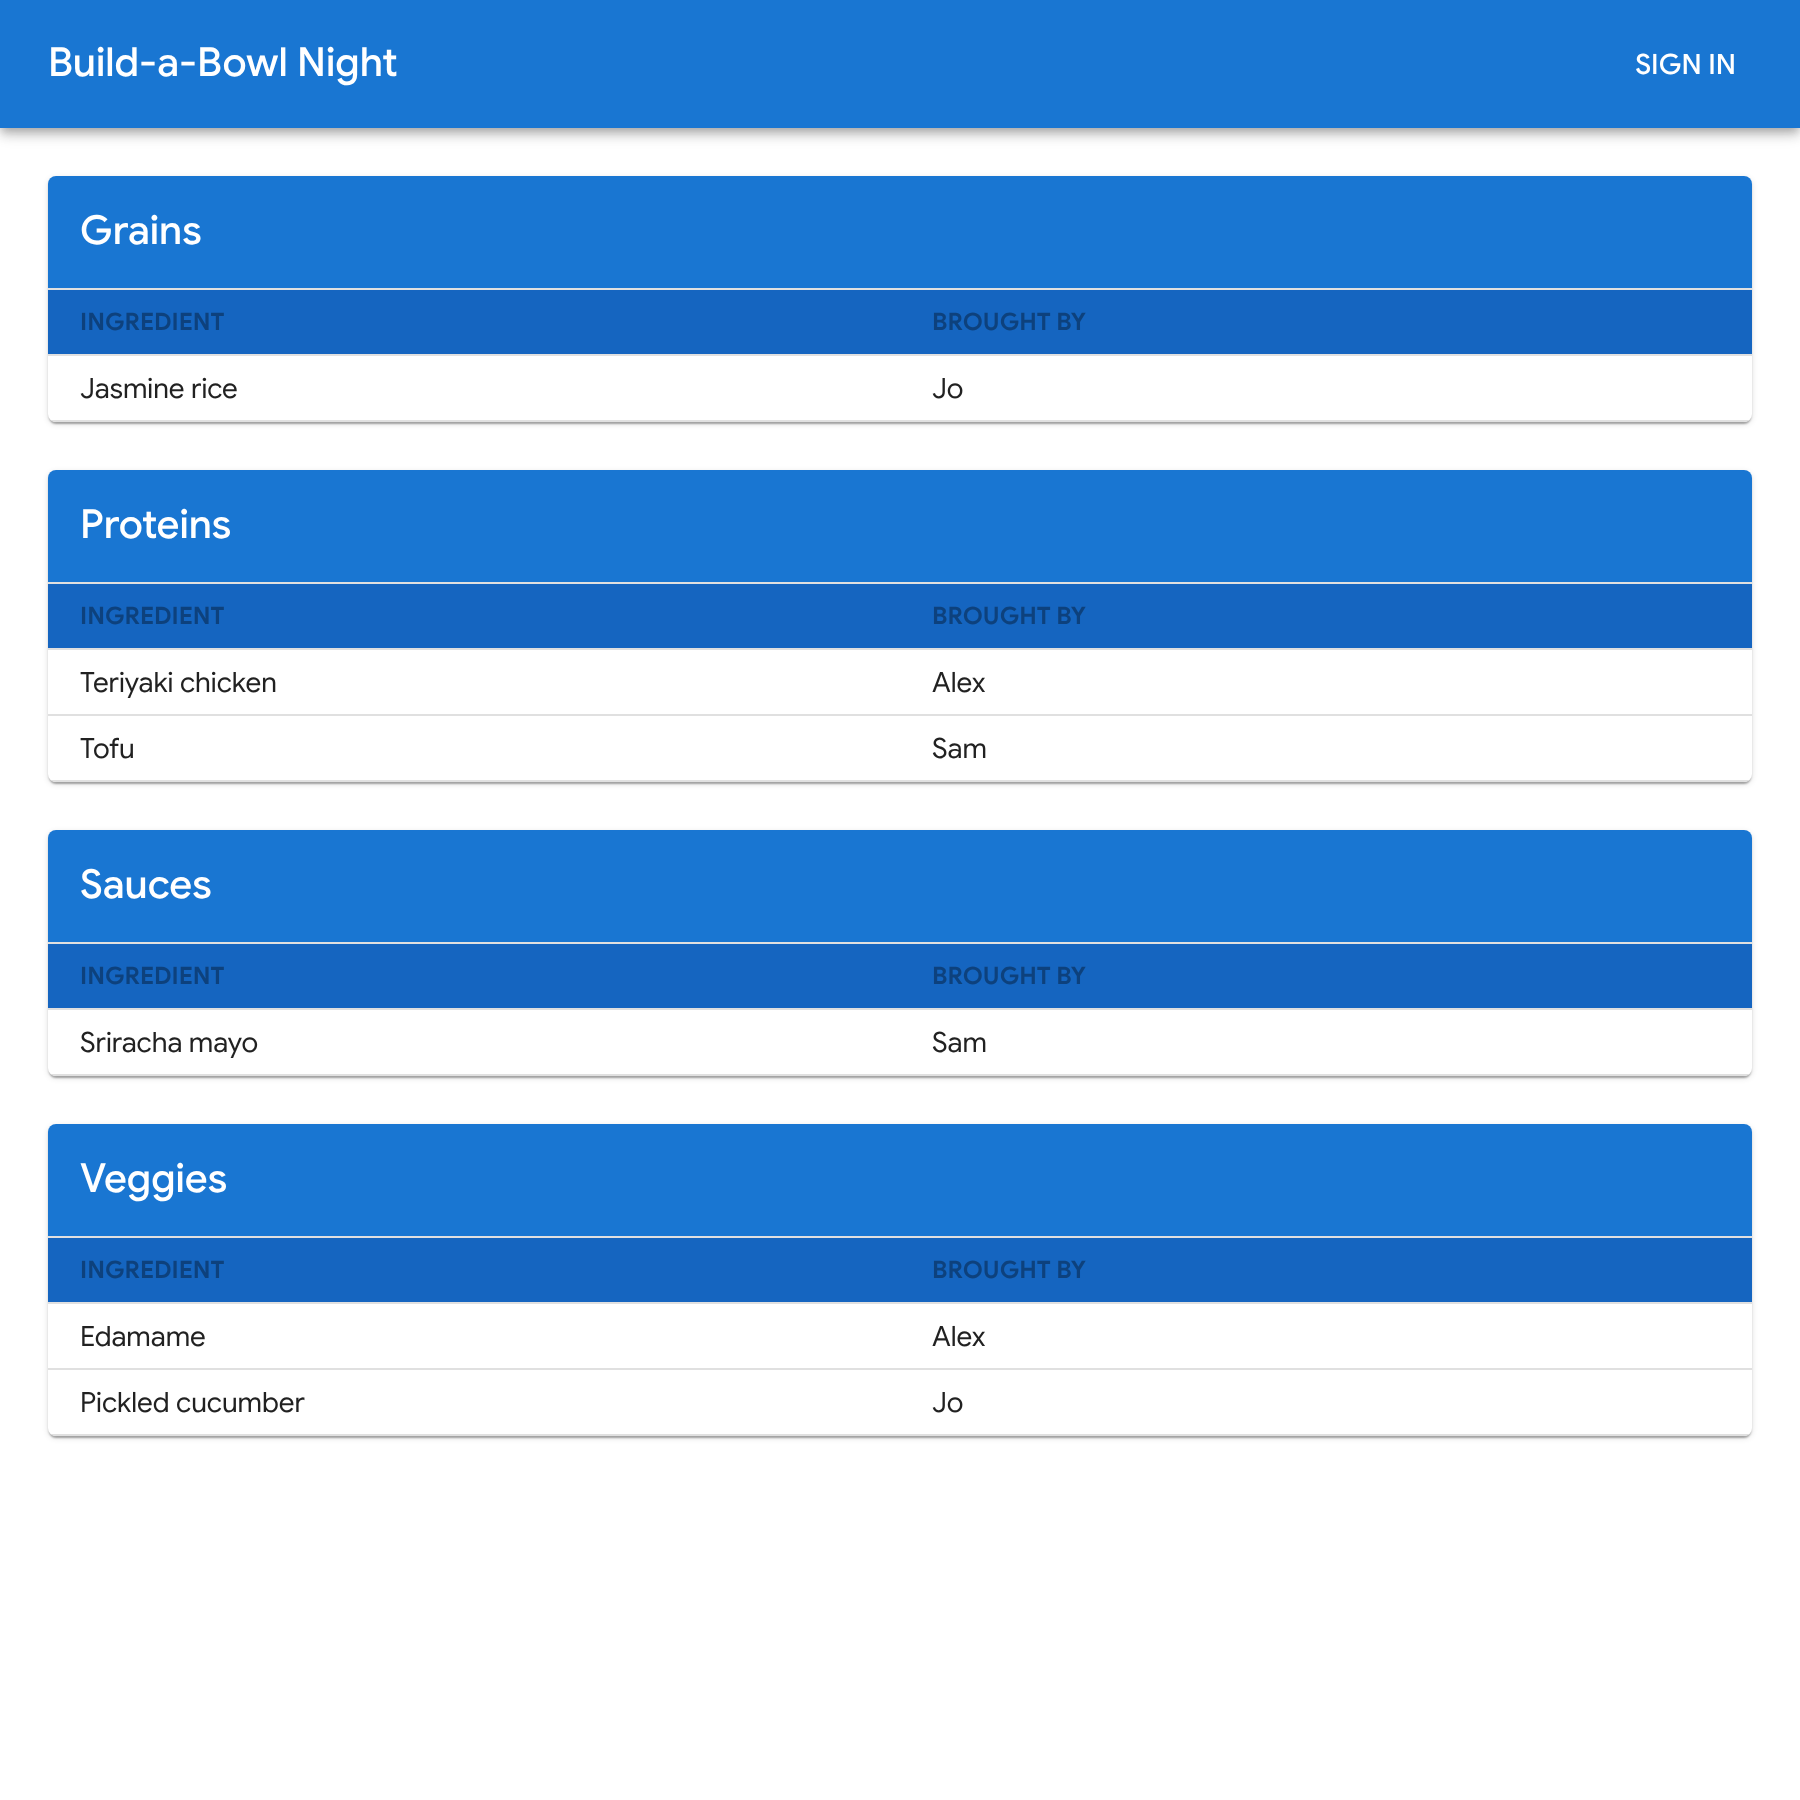 Build-a-Bowl Night SIGN IN
Grains
INGREDIENT BROUGHT BY
Jasmine rice Jo
Proteins
INGREDIENT BROUGHT BY
Teriyaki chicken Alex
Tofu Sam
Sauces
INGREDIENT BROUGHT BY
Sriracha mayo Sam
Veggies
INGREDIENT BROUGHT BY
Edamame Alex
Pickled cucumber Jo